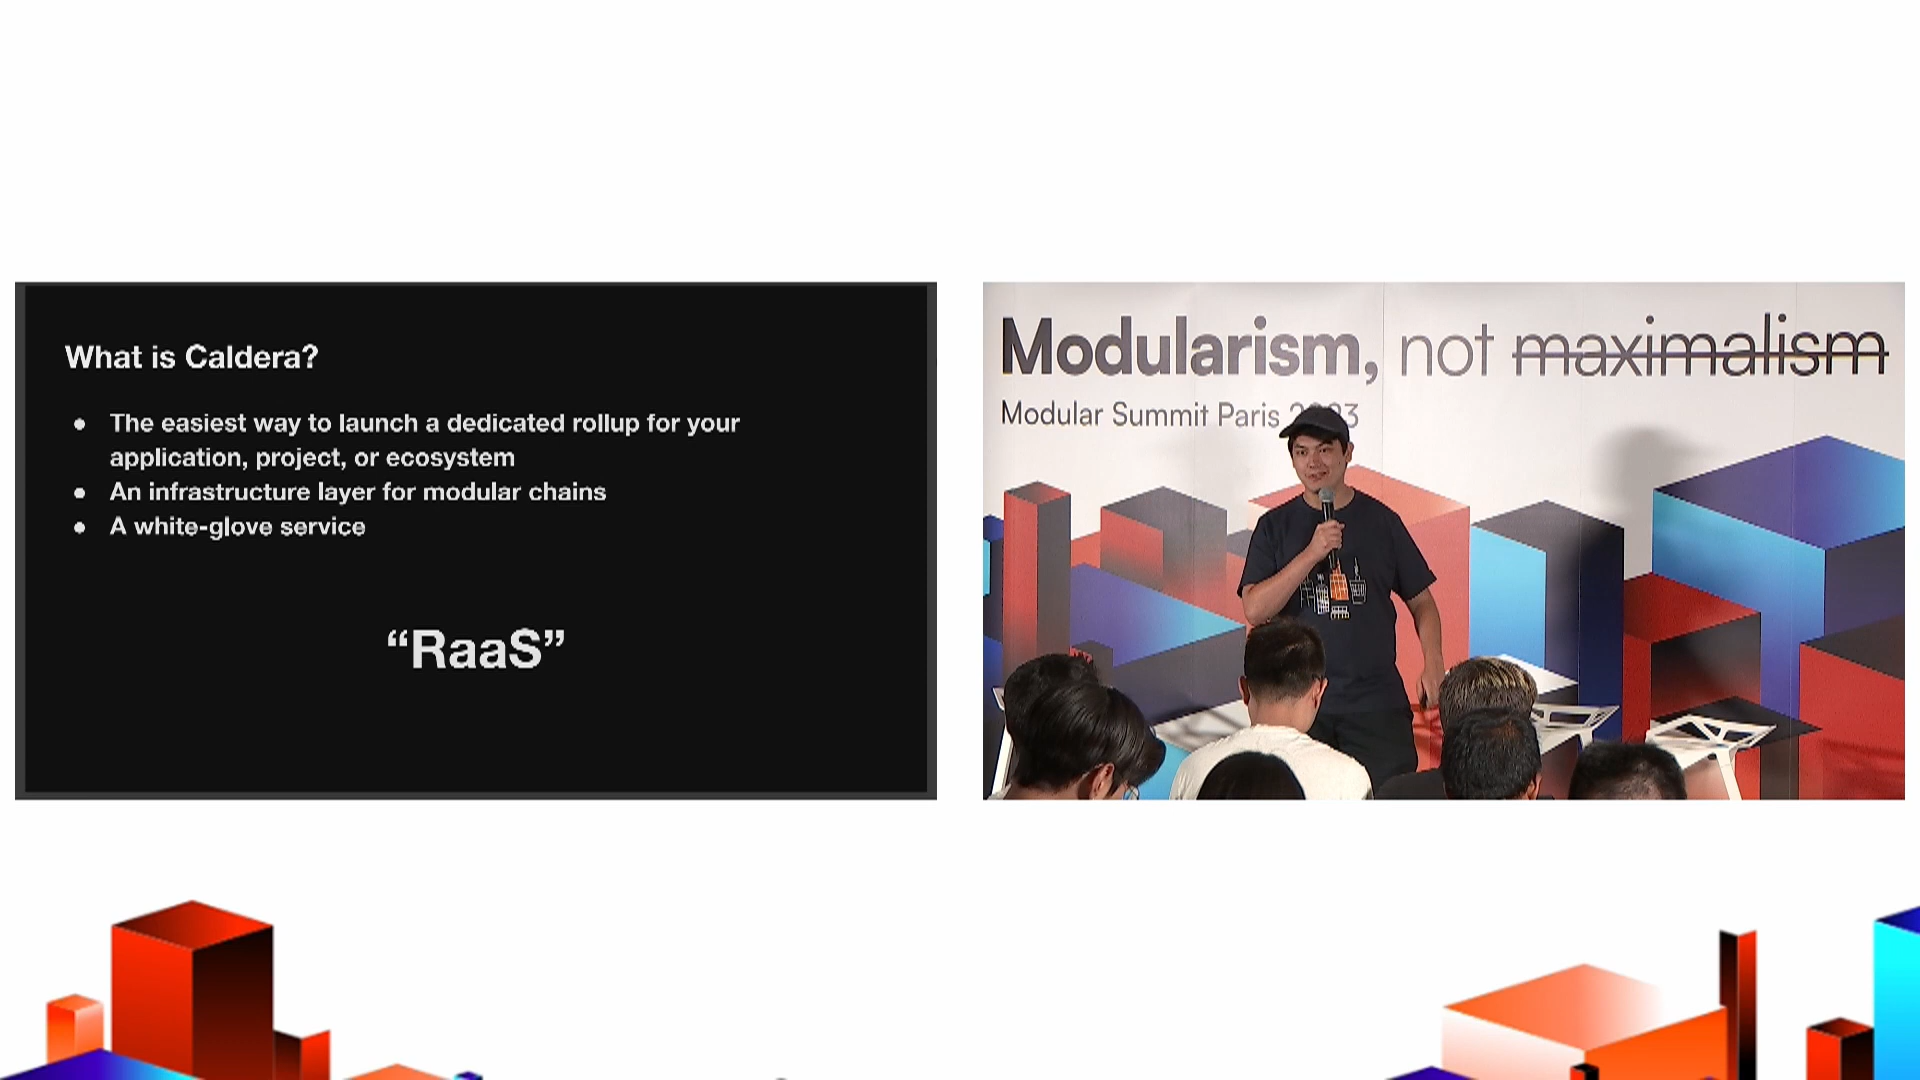 What is Caldera?
● The easiest way to launch a dedicated rollup for your
application, project, or ecosystem
● An infrastructure layer for modular chains
● A white-glove service
“RaaS”
Modularism, not maximalism
Modular Summit Paris